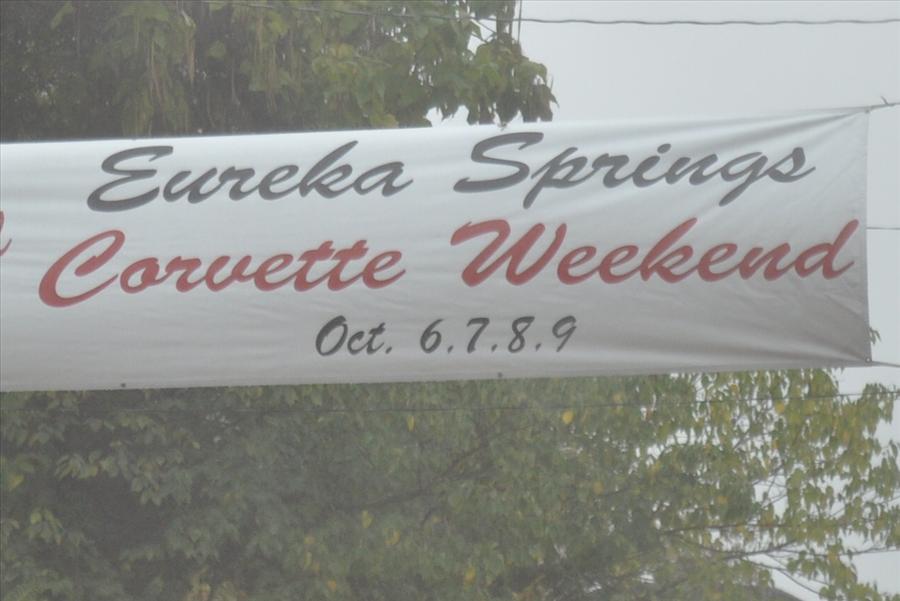 Eureka Springs
Corvette Weekend
Oct. 6.7.8.9